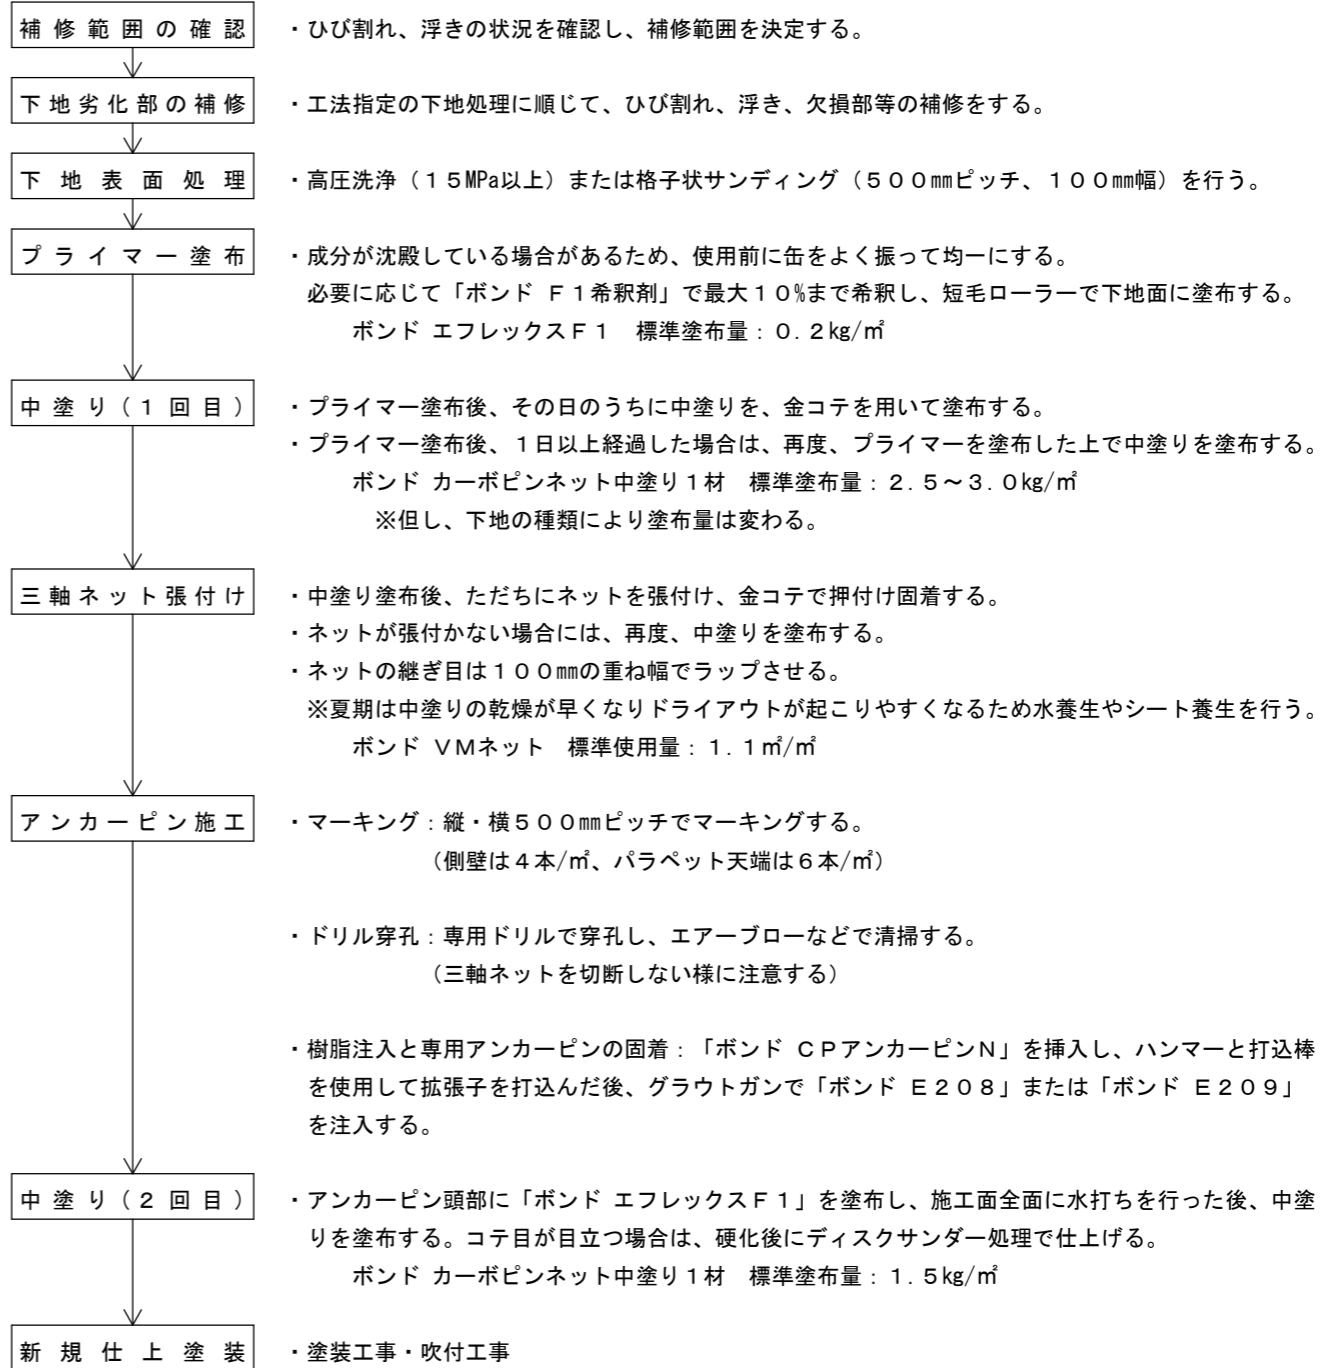 補修範囲の確認 ・ひび割れ、浮きの状況を確認し、補修範囲を決定する。
下地劣化部の補修 ・工法指定の下地処理に順じて、ひび割れ、浮き、欠損部等の補修をする。
下地表面処理 ・高圧洗浄（１５MPa以上）または格子状サンディング（５００㎜ピッチ、１００㎜幅）を行う。
プライマー塗布 ・成分が沈殿している場合があるため、使用前に缶をよく振って均一にする。
必要に応じて「ボンド Ｆ１希釈剤」で最大１０%まで希釈し、短毛ローラーで下地面に塗布する。
ボンド エフレックスＦ１　標準塗布量：０.２㎏/㎡
中塗り(１回目) ・プライマー塗布後、その日のうちに中塗りを、金コテを用いて塗布する。
・プライマー塗布後、１日以上経過した場合は、再度、プライマーを塗布した上で中塗りを塗布する。
ボンド カーボピンネット中塗り１材　標準塗布量：２.５～３.０㎏/㎡
※但し、下地の種類により塗布量は変わる。
三軸ネット張付け ・中塗り塗布後、ただちにネットを張付け、金コテで押付け固着する。
・ネットが張付かない場合には、再度、中塗りを塗布する。
・ネットの継ぎ目は１００㎜の重ね幅でラップさせる。
※夏期は中塗りの乾燥が早くなりドライアウトが起こりやすくなるため水養生やシート養生を行う。
ボンド ＶＭネット　標準使用量：１.１㎡/㎡
アンカーピン施工 ・マーキング：縦・横５００㎜ピッチでマーキングする。
（側壁は４本/㎡、パラペット天端は６本/㎡）
・ドリル穿孔：専用ドリルで穿孔し、エアーブローなどで清掃する。
（三軸ネットを切断しない様に注意する）
・樹脂注入と専用アンカーピンの固着：「ボンド ＣＰアンカーピンＮ」を挿入し、ハンマーと打込棒
を使用して拡張子を打込んだ後、グラウトガンで「ボンド Ｅ２０８」または「ボンド Ｅ２０９」
を注入する。
中塗り(２回目) ・アンカーピン頭部に「ボンド エフレックスＦ１」を塗布し、施工面全面に水打ちを行った後、中塗
りを塗布する。コテ目が目立つ場合は、硬化後にディスクサンダー処理で仕上げる。
ボンド カーボピンネット中塗り１材　標準塗布量：１.５㎏/㎡
新規仕上塗装 ・塗装工事・吹付工事